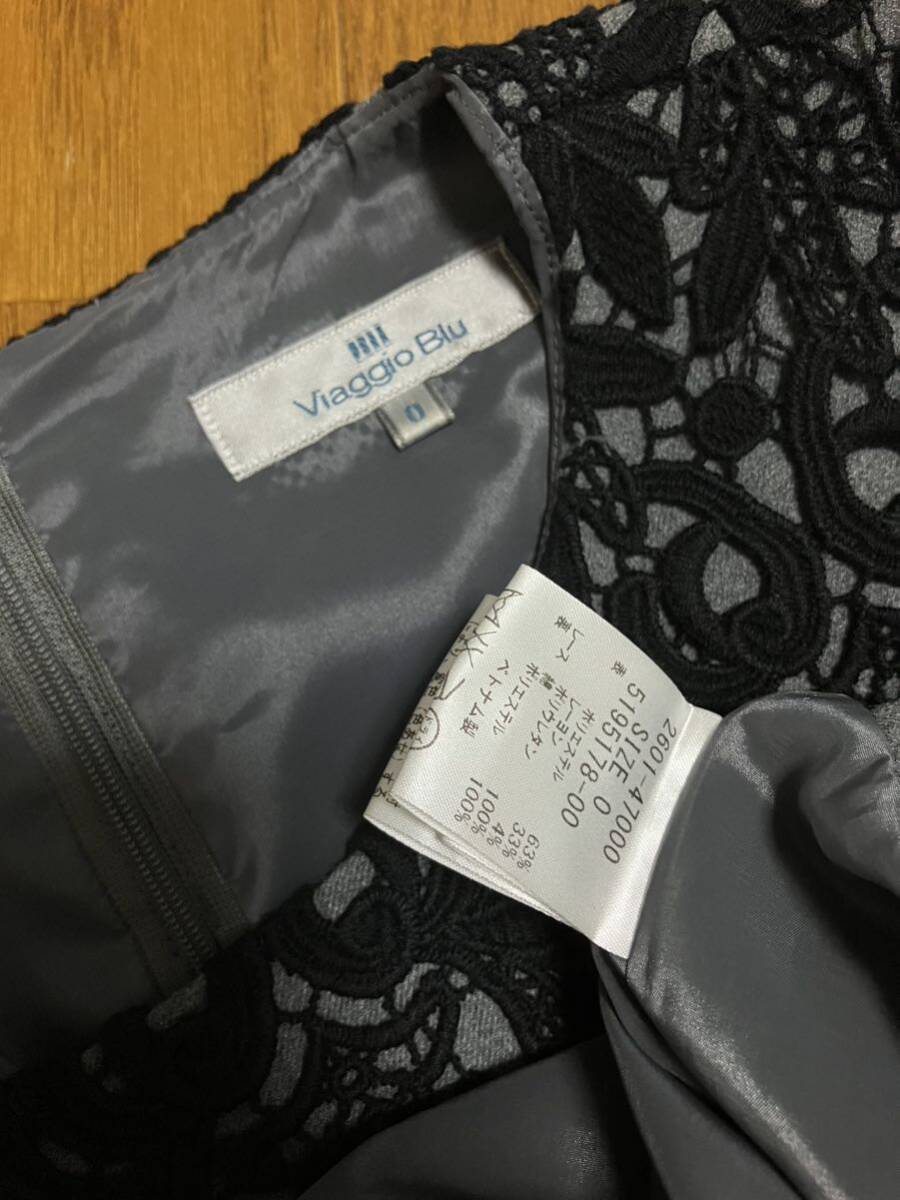 Viaggio Blu
0
2601-47000
SIZE 0
5195178-00
表 ポリエステル 63%
レーヨン 33%
ポリウレタン 4%
レース 綿 100%
裏 ポリエステル 100%
ベトナム製